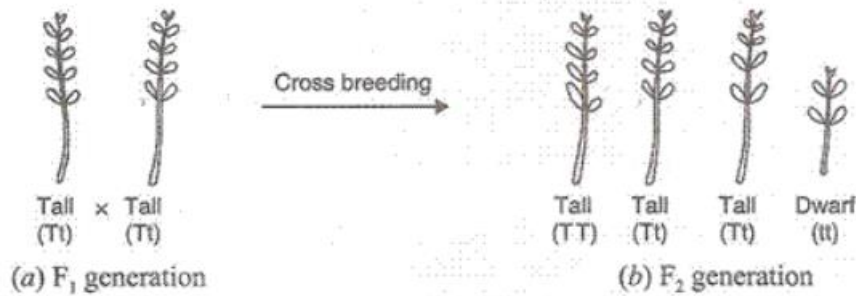 Cross breeding
Tall × Tall
(Tt) (Tt)
(a) F₁ generation
Tall Tall Tall Dwarf
(TT) (Tt) (Tt) (tt)
(b) F₂ generation